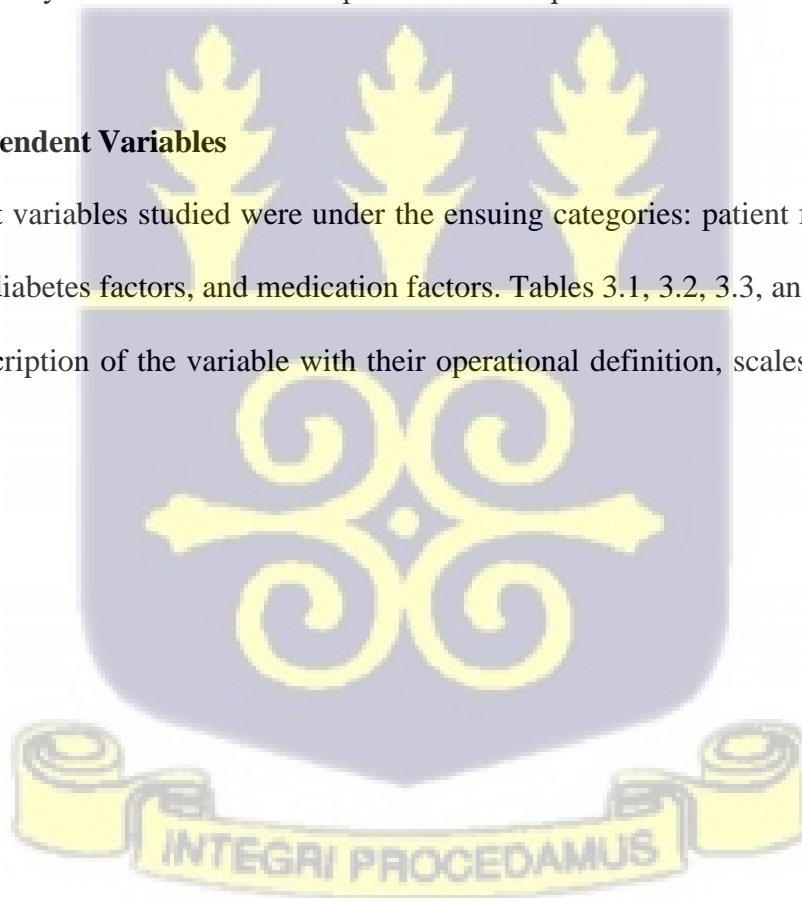 endent Variables
variables studied were under the ensuing categories: patient
diabetes factors, and medication factors. Tables 3.1, 3.2, 3.3, an
cription of the variable with their operational definition, scales
INTEGRI PROCEDAMUS